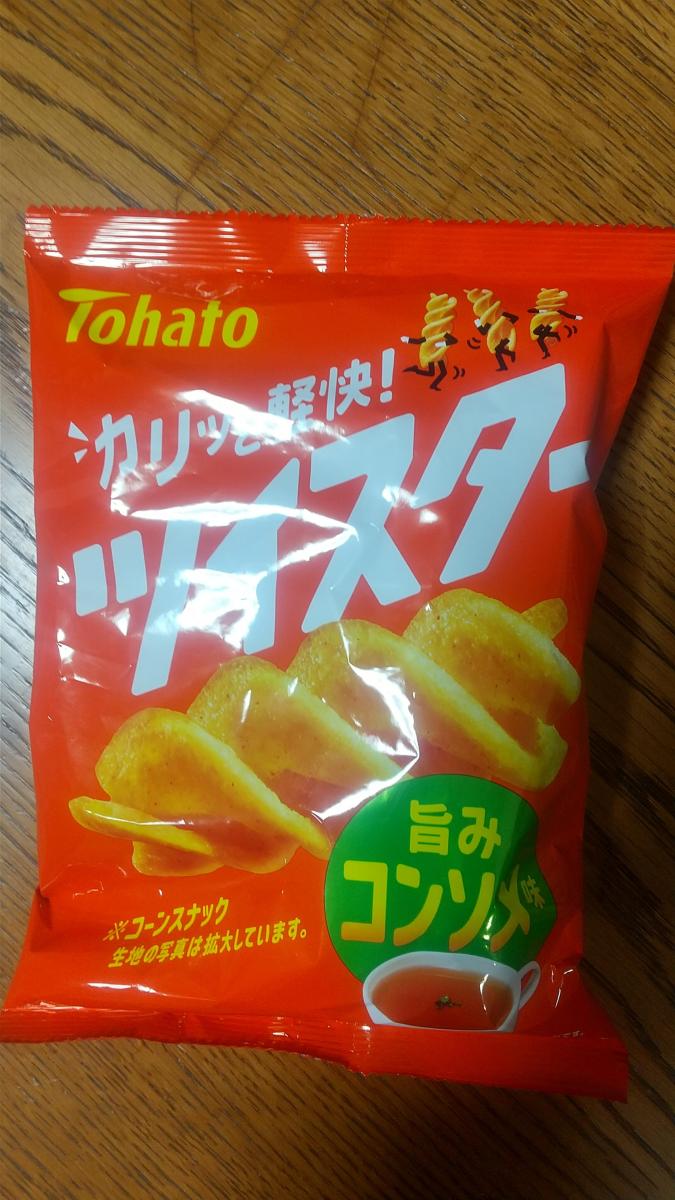 Tohato
カリッと軽快!
ツイスター
旨み
コンソメ味
※コーンスナック
生地の写真は拡大しています。